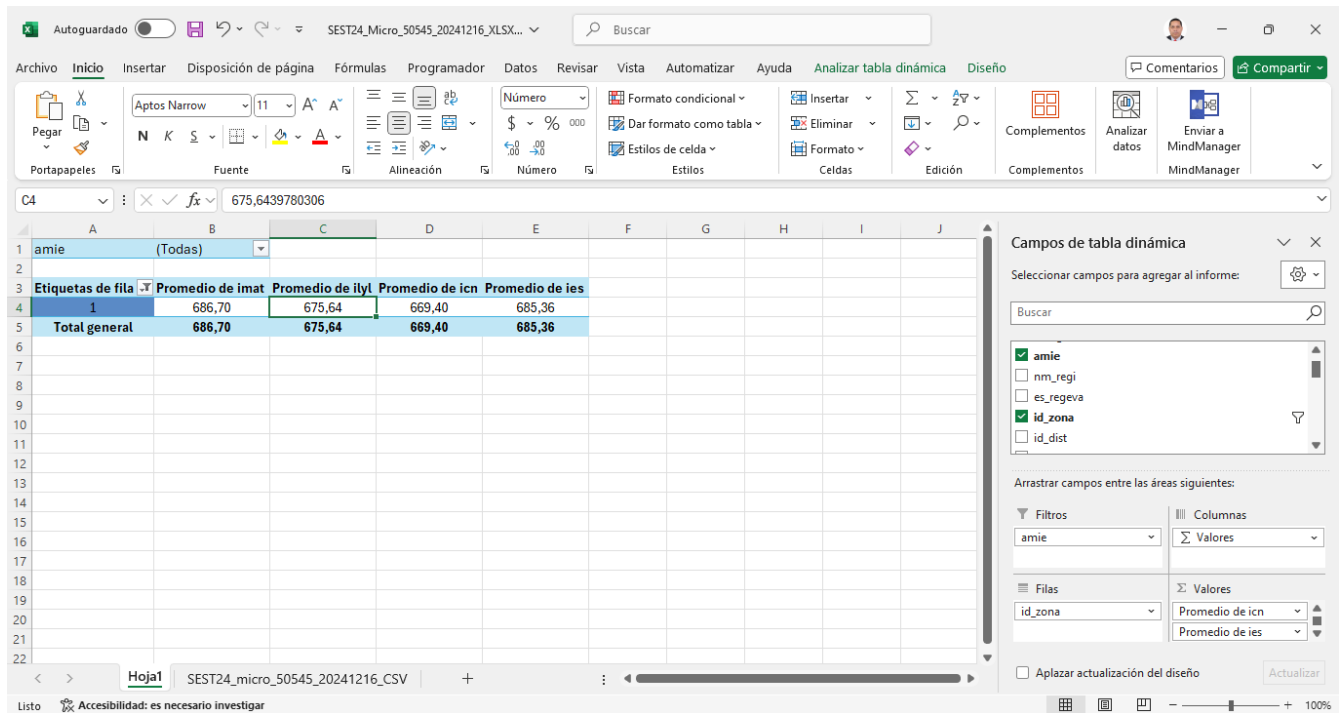 Autoguardado SEST24_Micro_50545_20241216_XLSX... Buscar
Archivo Inicio Insertar Disposición de página Fórmulas Programador Datos Revisar Vista Automatizar Ayuda Analizar tabla dinámica Diseño Comentarios Compartir
Pegar
Aptos Narrow 11 A^ A˅
N K S A
ab
Número
$ % 000
Formato condicional
Dar formato como tabla
Estilos de celda
Insertar
Eliminar
Formato
Complementos
Analizar datos
Enviar a MindManager
Portapapeles Fuente Alineación Número Estilos Celdas Edición Complementos MindManager
C4 fx 675,6439780306
A B C D E F G H I J
1 amie (Todas)
2
3 Etiquetas de fila Promedio de imat Promedio de ilyl Promedio de icn Promedio de ies
4 1 686,70 675,64 669,40 685,36
5 Total general 686,70 675,64 669,40 685,36
6
7
8
9
10
11
12
13
14
15
16
17
18
19
20
21
22
Campos de tabla dinámica
Seleccionar campos para agregar al informe:
Buscar
amie
nm_regi
es_regeva
id_zona
id_dist
Arrastrar campos entre las áreas siguientes:
Filtros Columnas
amie Σ Valores
Filas Σ Valores
id_zona Promedio de icn
Promedio de ies
Aplazar actualización del diseño Actualizar
Hoja1 SEST24_micro_50545_20241216_CSV +
Listo Accesibilidad: es necesario investigar 100%